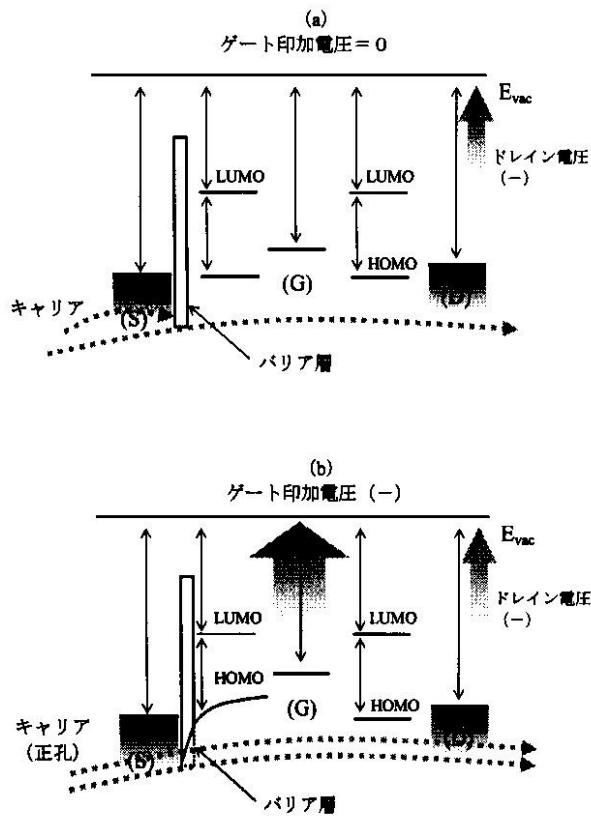 (a)
ゲート印加電圧＝0
Evac
ドレイン電圧
(－)
LUMO
LUMO
HOMO
(G)
(D)
キャリア
(S)
バリア層
(b)
ゲート印加電圧 (－)
Evac
ドレイン電圧
(－)
LUMO
LUMO
HOMO
HOMO
(G)
(D)
キャリア
(正孔)
(S)
バリア層